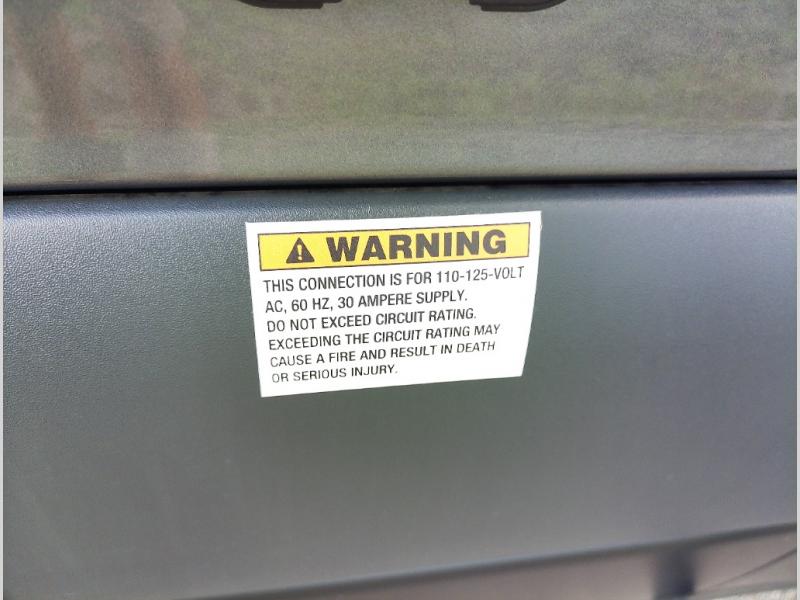 WARNING
THIS CONNECTION IS FOR 110-125-VOLT
AC, 60 HZ, 30 AMPERE SUPPLY.
DO NOT EXCEED CIRCUIT RATING.
EXCEEDING THE CIRCUIT RATING MAY
CAUSE A FIRE AND RESULT IN DEATH
OR SERIOUS INJURY.